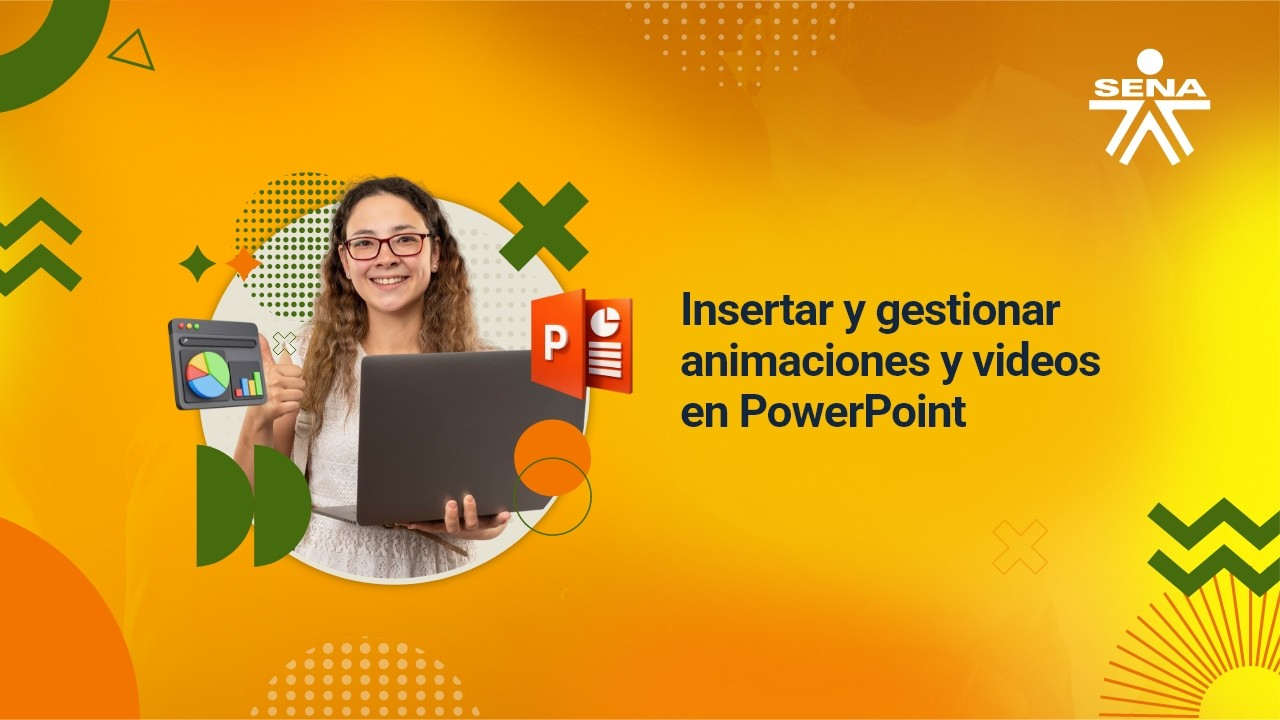 SENA
P
Insertar y gestionar
animaciones y videos
en PowerPoint